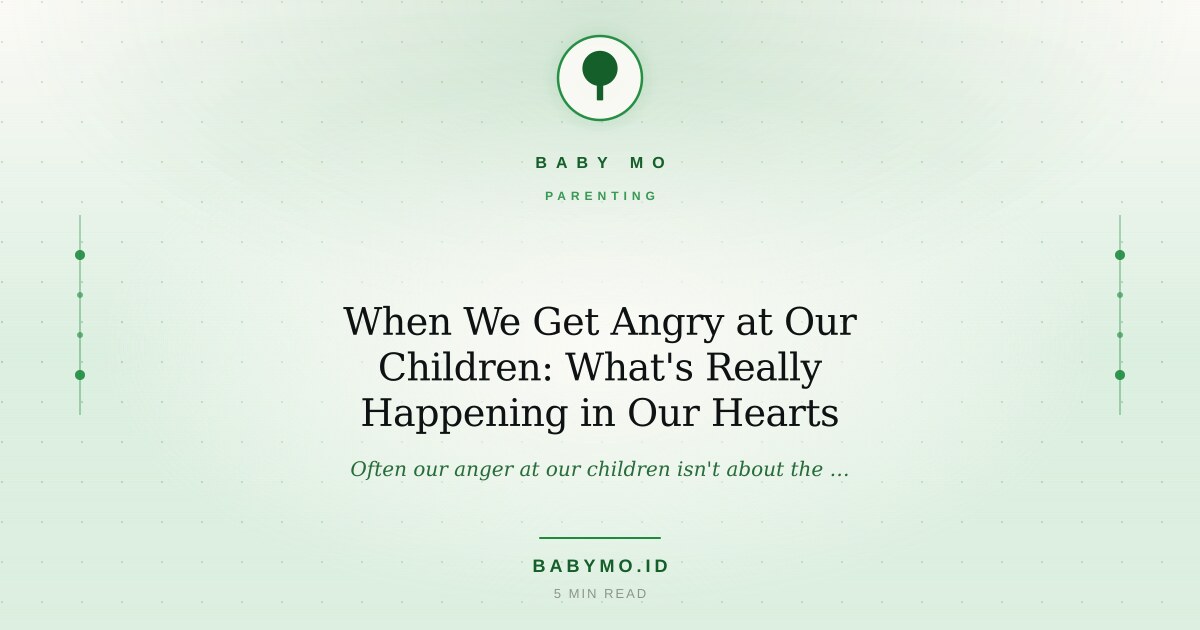 BABY MO
PARENTING
When We Get Angry at Our
Children: What's Really
Happening in Our Hearts
Often our anger at our children isn't about the ...
BABYMO.ID
5 MIN READ